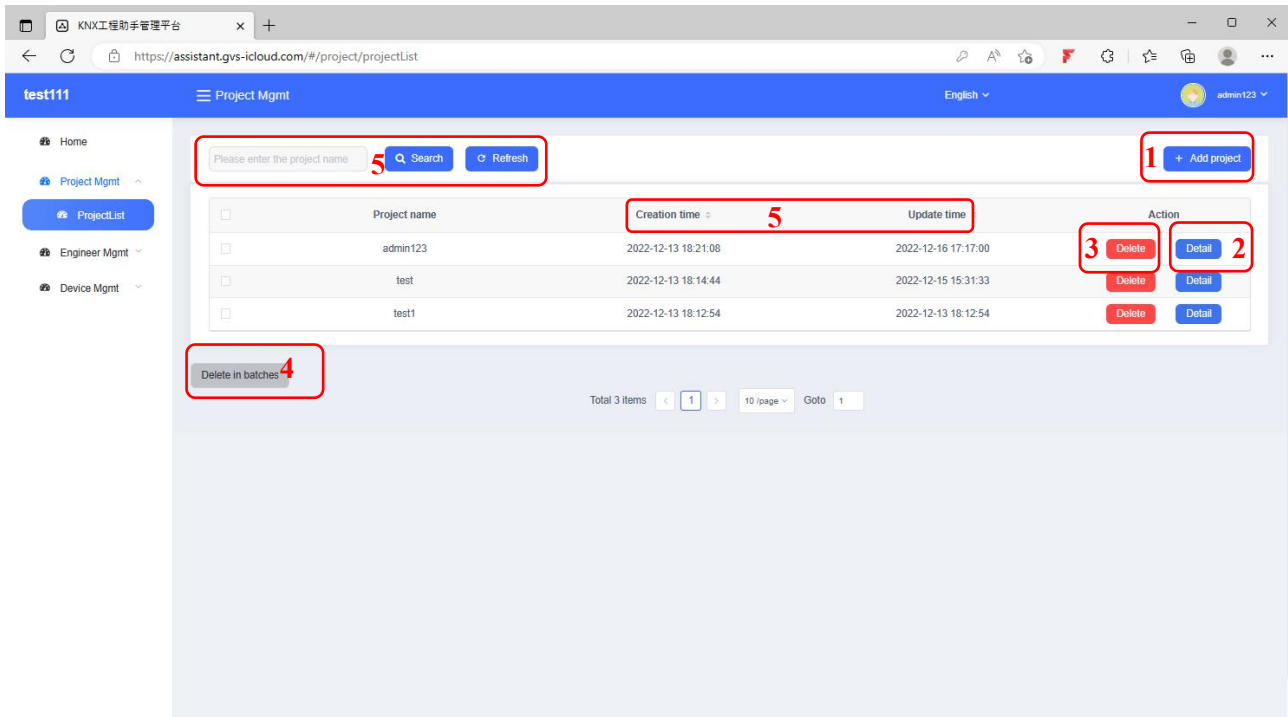 KNX工程助手管理平台
https://assistant.gvs-icloud.com/#/project/projectList
test111 Project Mgmt English admin123
Home
Please enter the project name 5 Search Refresh 1 + Add project
Project Mgmt
ProjectList
Project name Creation time 5 Update time Action
Engineer Mgmt
admin123 2022-12-13 18:21:08 2022-12-16 17:17:00 3 Delete Detail 2
test 2022-12-13 18:14:44 2022-12-15 15:31:33 Delete Detail
Device Mgmt
test1 2022-12-13 18:12:54 2022-12-13 18:12:54 Delete Detail
Delete in batches 4
Total 3 items < 1 > 10 /page Goto 1